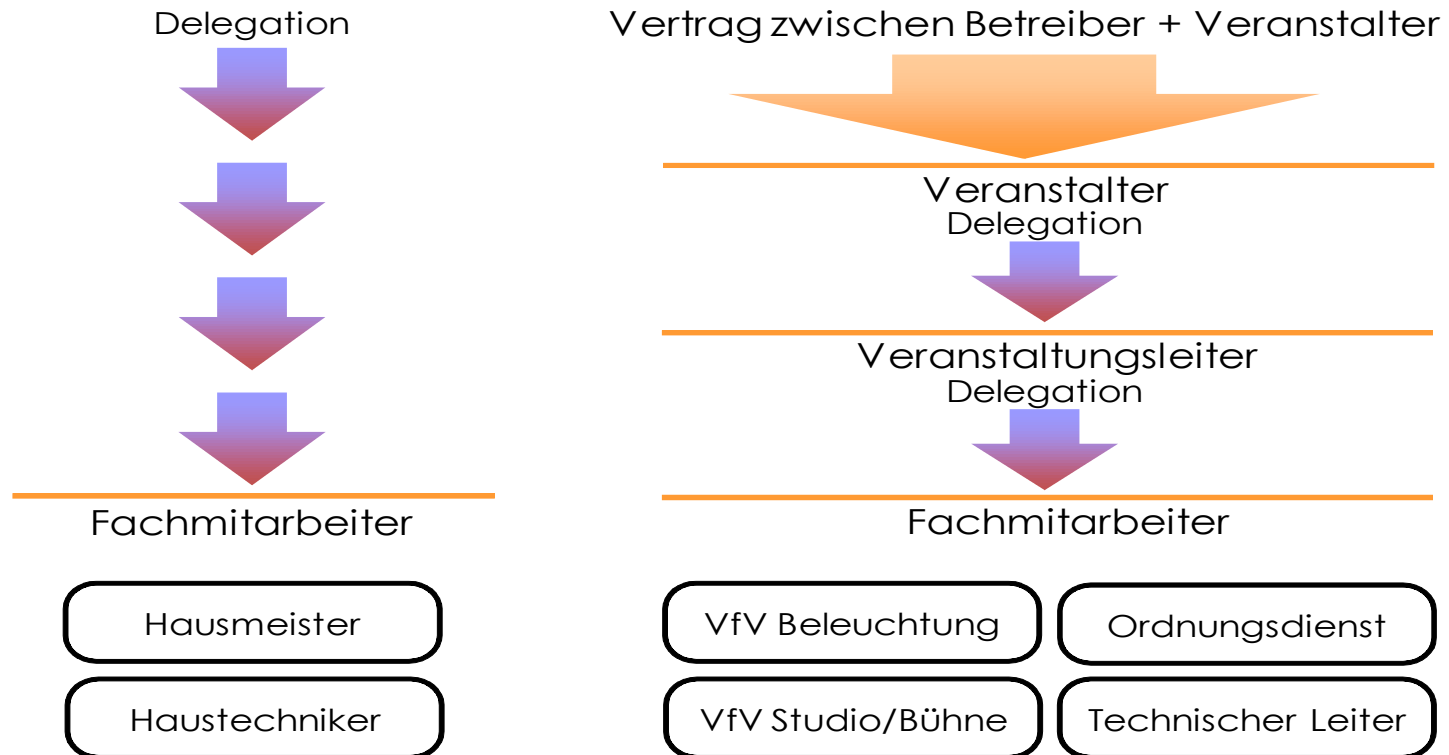 Delegation
Fachmitarbeiter
Hausmeister
Haustechniker
Vertrag zwischen Betreiber + Veranstalter
Veranstalter
Delegation
Veranstaltungsleiter
Delegation
Fachmitarbeiter
VfV Beleuchtung
Ordnungsdienst
VfV Studio/Bühne
Technischer Leiter